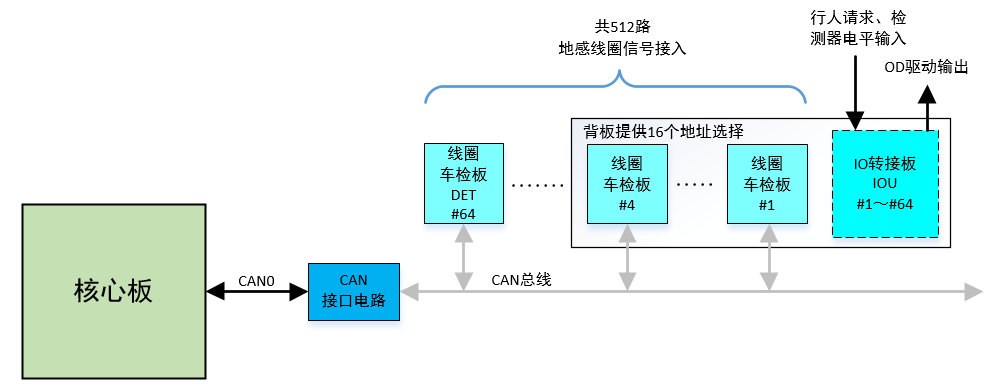 共512路
地感线圈信号接入
行人请求、检
测器电平输入
OD驱动输出
背板提供16个地址选择
线圈
车检板
DET
#64
……
线圈
车检板
#4
……
线圈
车检板
#1
IO转接板
IOU
#1～#64
核心板
CAN0
CAN
接口电路
CAN总线